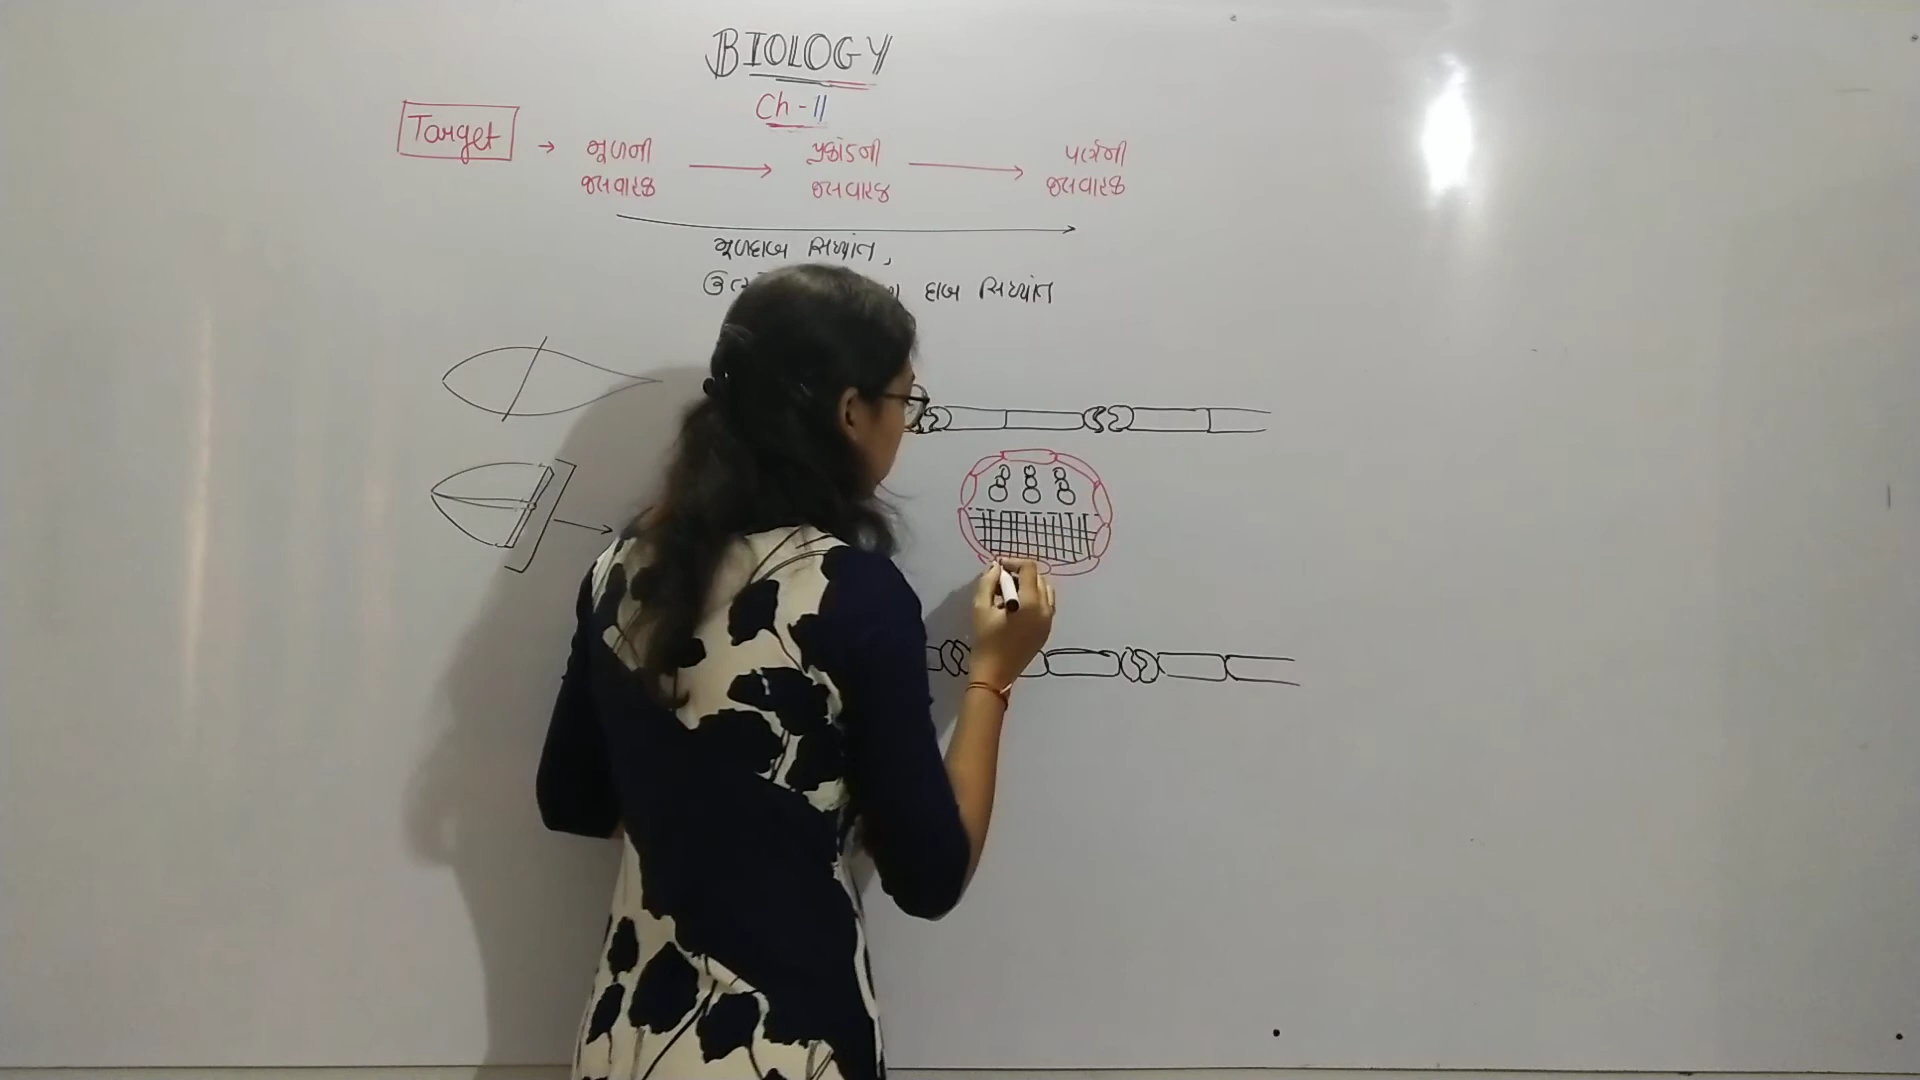 BIOLOGY
Ch-11
Target → મૂળની → પ્રકાંડની → પર્ણની
જલવાહક જલવાહક જલવાહક
મૂળદાબ સિધ્ધાંત,
દાબ સિધ્ધાંત